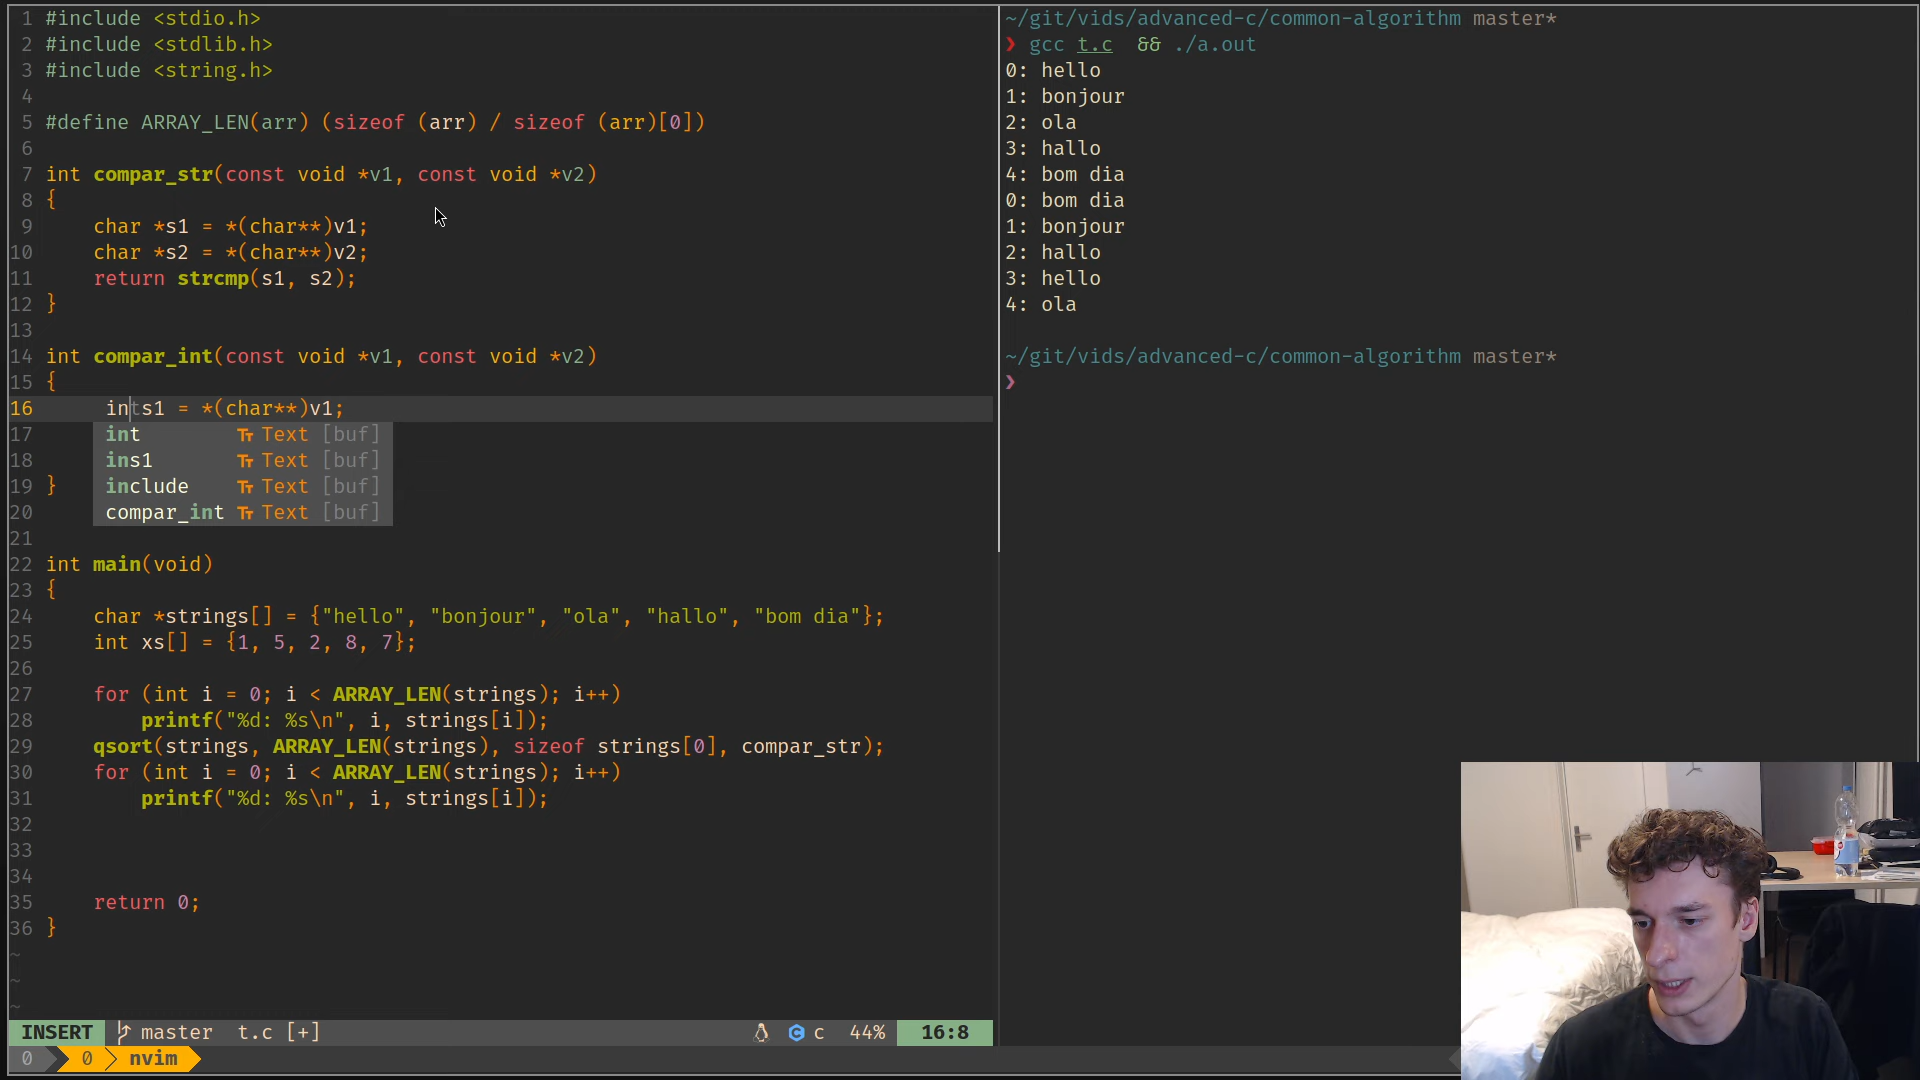 1 #include <stdio.h>
2 #include <stdlib.h>
3 #include <string.h>
4
5 #define ARRAY_LEN(arr) (sizeof (arr) / sizeof (arr)[0])
6
7 int compar_str(const void *v1, const void *v2)
8 {
9     char *s1 = *(char**)v1;
10     char *s2 = *(char**)v2;
11     return strcmp(s1, s2);
12 }
13
14 int compar_int(const void *v1, const void *v2)
15 {
16      ints1 = *(char**)v1;
17      int        Text [buf]
18      ins1       Text [buf]
19 }    include    Text [buf]
20      compar_int Text [buf]
21
22 int main(void)
23 {
24     char *strings[] = {"hello", "bonjour", "ola", "hallo", "bom dia"};
25     int xs[] = {1, 5, 2, 8, 7};
26
27     for (int i = 0; i < ARRAY_LEN(strings); i++)
28         printf("%d: %s\n", i, strings[i]);
29     qsort(strings, ARRAY_LEN(strings), sizeof strings[0], compar_str);
30     for (int i = 0; i < ARRAY_LEN(strings); i++)
31         printf("%d: %s\n", i, strings[i]);
32
33
34
35     return 0;
36 }
~
~
~
INSERT master t.c [+] c 44% 16:8
0 0 nvim
~/git/vids/advanced-c/common-algorithm master*
❯ gcc t.c  && ./a.out
0: hello
1: bonjour
2: ola
3: hallo
4: bom dia
0: bom dia
1: bonjour
2: hallo
3: hello
4: ola
~/git/vids/advanced-c/common-algorithm master*
❯